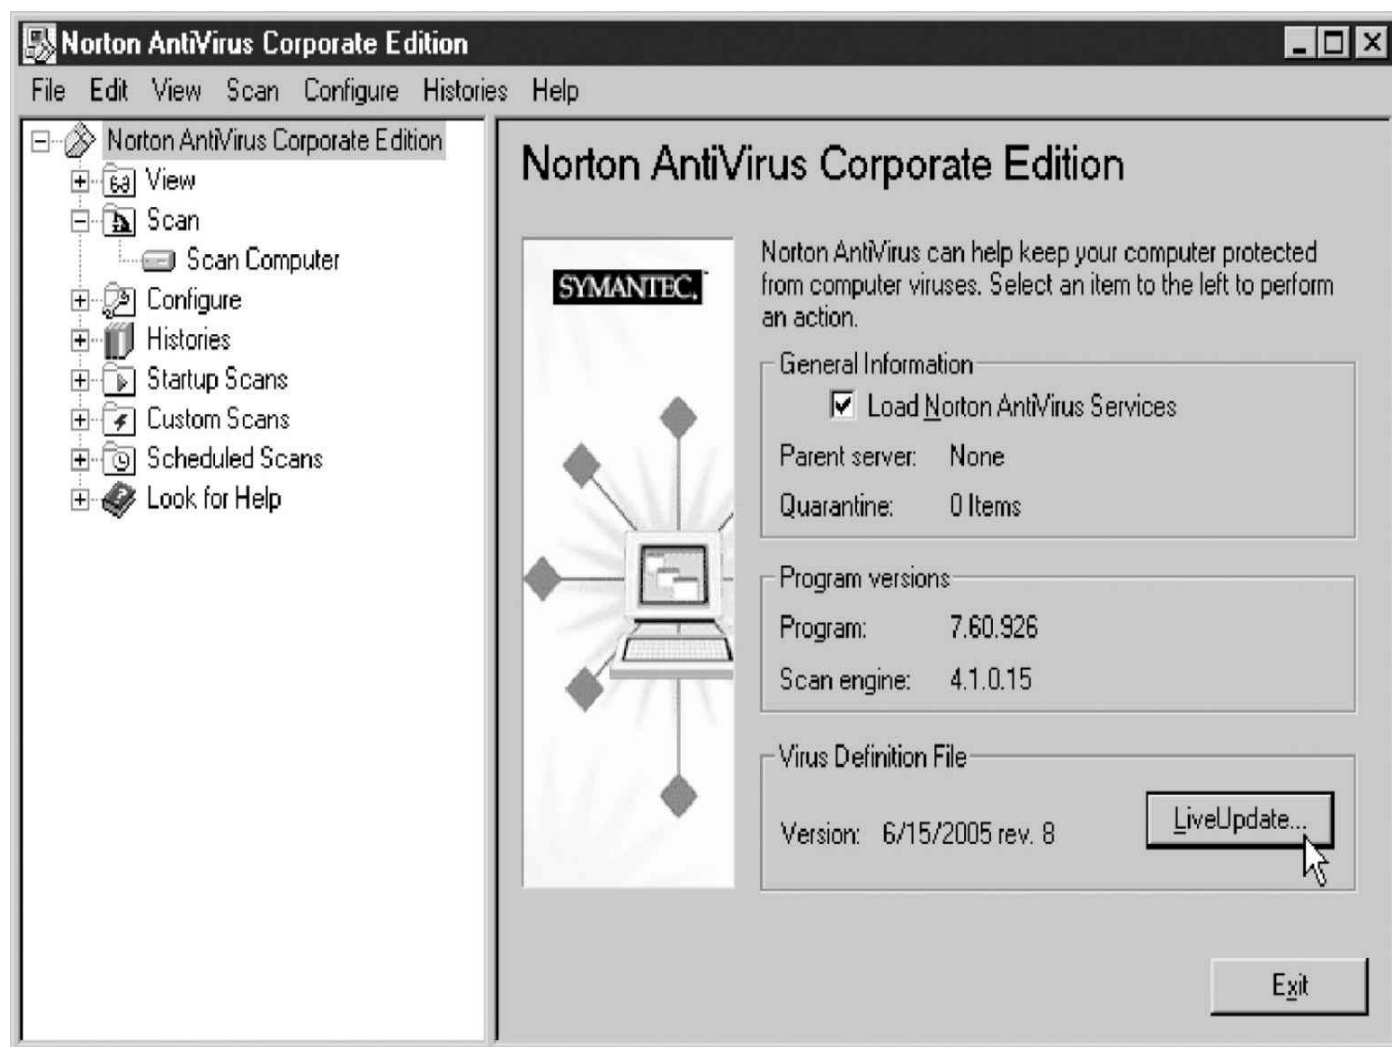 Norton AntiVirus Corporate Edition
File Edit View Scan Configure Histories Help
Norton AntiVirus Corporate Edition
View
Scan
Scan Computer
Configure
Histories
Startup Scans
Custom Scans
Scheduled Scans
Look for Help
Norton AntiVirus Corporate Edition
SYMANTEC.
Norton AntiVirus can help keep your computer protected
from computer viruses. Select an item to the left to perform
an action.
General Information
Load Norton AntiVirus Services
Parent server: None
Quarantine: 0 Items
Program versions
Program: 7.60.926
Scan engine: 4.1.0.15
Virus Definition File
Version: 6/15/2005 rev. 8
LiveUpdate...
Exit